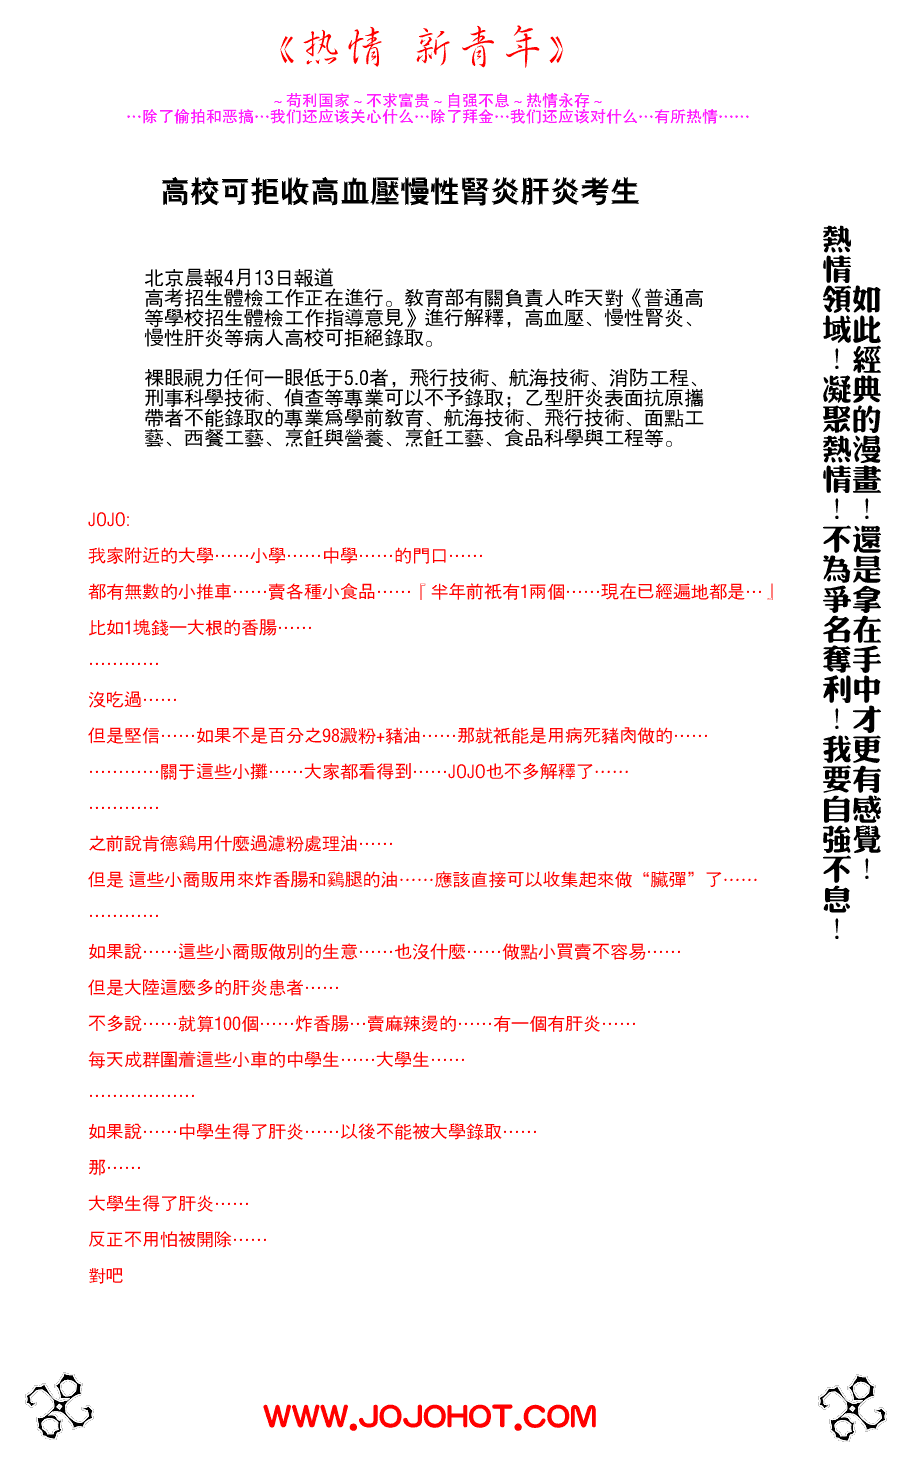 《热情 新青年》
~苟利国家~不求富贵~自强不息~热情永存~
…除了偷拍和恶搞…我们还应该关心什么…除了拜金…我们还应该对什么…有所热情……
高校可拒收高血壓慢性腎炎肝炎考生
北京晨報4月13日報道
高考招生體檢工作正在進行。教育部有關負責人昨天對《普通高
等學校招生體檢工作指導意見》進行解釋，高血壓、慢性腎炎、
慢性肝炎等病人高校可拒絕錄取。
裸眼視力任何一眼低于5.0者，飛行技術、航海技術、消防工程、
刑事科學技術、偵查等專業可以不予錄取；乙型肝炎表面抗原攜
帶者不能錄取的專業爲學前教育、航海技術、飛行技術、面點工
藝、西餐工藝、烹飪與營養、烹飪工藝、食品科學與工程等。
JOJO:
我家附近的大學……小學……中學……的門口……
都有無數的小推車……賣各種小食品……『半年前衹有1兩個……現在已經遍地都是…』
比如1塊錢一大根的香腸……
…………
沒吃過……
但是堅信……如果不是百分之98澱粉+豬油……那就衹能是用病死豬肉做的……
…………關于這些小攤……大家都看得到……JOJO也不多解釋了……
…………
之前說肯德鷄用什麼過濾粉處理油……
但是 這些小商販用來炸香腸和鷄腿的油……應該直接可以收集起來做“臟彈”了……
…………
如果說……這些小商販做別的生意……也沒什麼……做點小買賣不容易……
但是大陸這麼多的肝炎患者……
不多說……就算100個……炸香腸…賣麻辣燙的……有一個有肝炎……
每天成群圍着這些小車的中學生……大學生……
………………
如果說……中學生得了肝炎……以後不能被大學錄取……
那……
大學生得了肝炎……
反正不用怕被開除……
對吧
如此經典的漫畫！還是拿在手中才更有感覺！
熱情領域！凝聚熱情！不為爭名奪利！我要自強不息！
WWW.JOJOHOT.COM